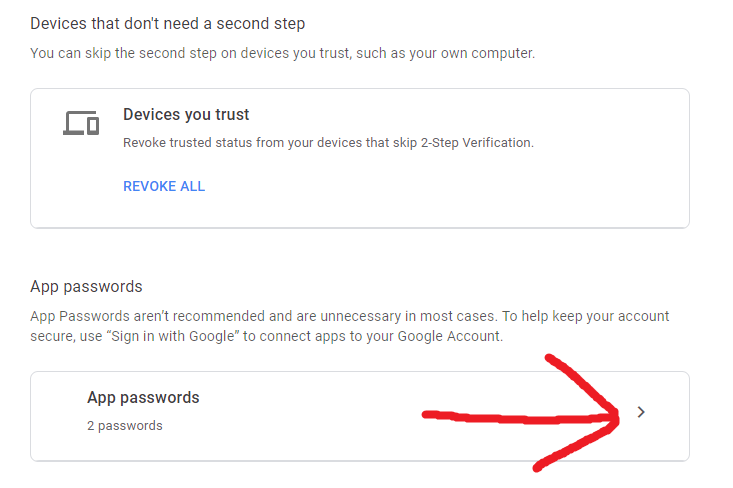 Devices that don't need a second step
You can skip the second step on devices you trust, such as your own computer.
Devices you trust
Revoke trusted status from your devices that skip 2-Step Verification.
REVOKE ALL
App passwords
App Passwords aren’t recommended and are unnecessary in most cases. To help keep your account
secure, use “Sign in with Google” to connect apps to your Google Account.
App passwords
2 passwords